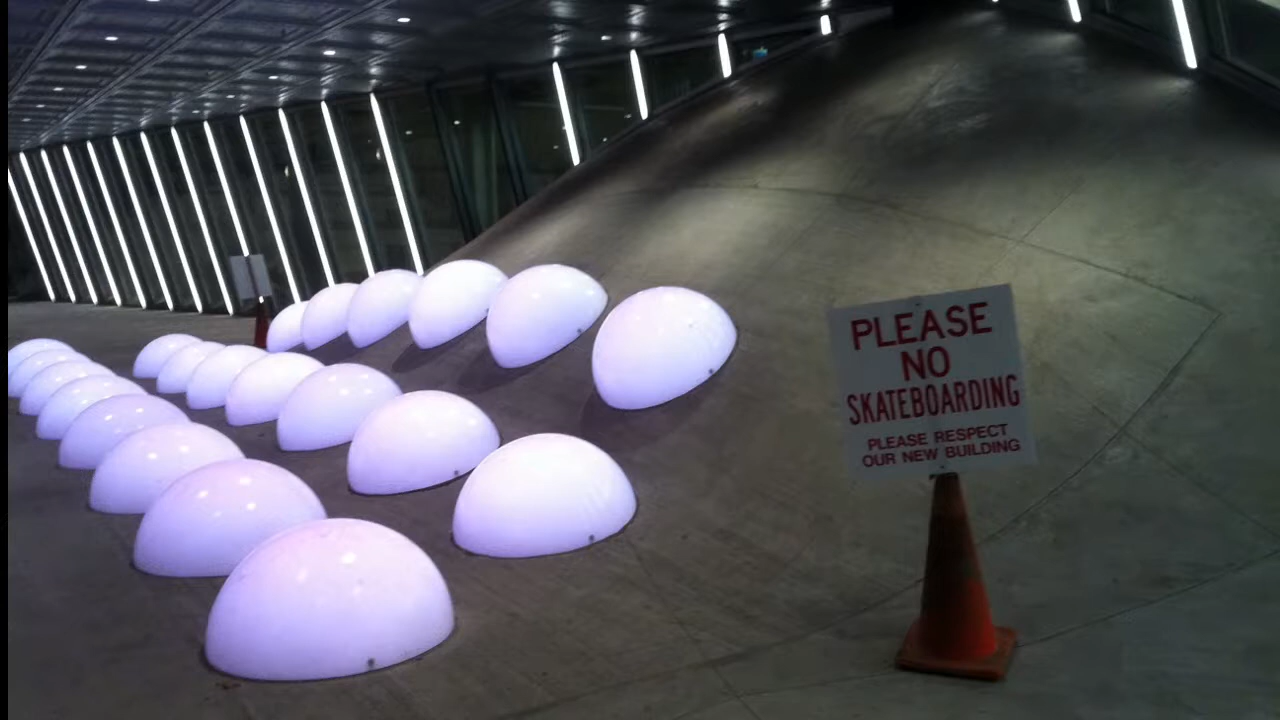 PLEASE
NO
SKATEBOARDING
PLEASE RESPECT
OUR NEW BUILDING